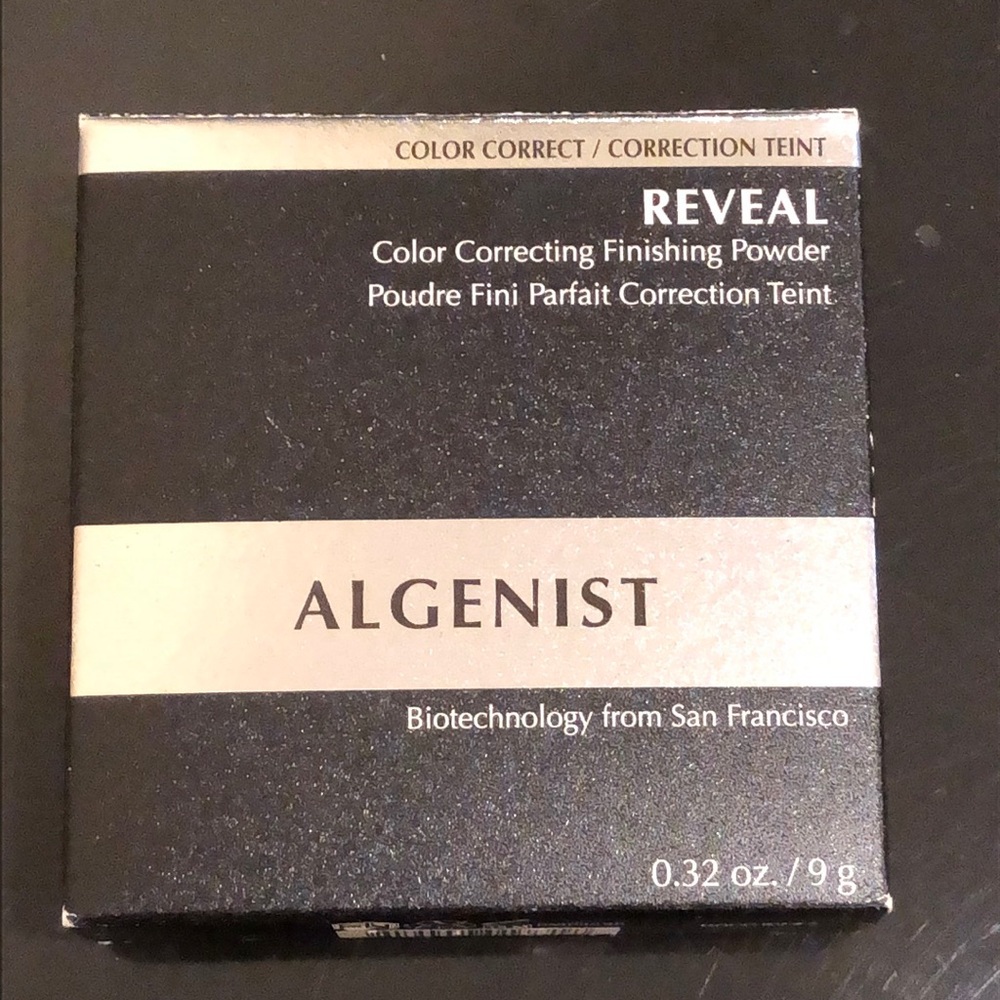 COLOR CORRECT / CORRECTION TEINT
REVEAL
Color Correcting Finishing Powder
Poudre Fini Parfait Correction Teint
ALGENIST
Biotechnology from San Francisco
0.32 oz. / 9 g